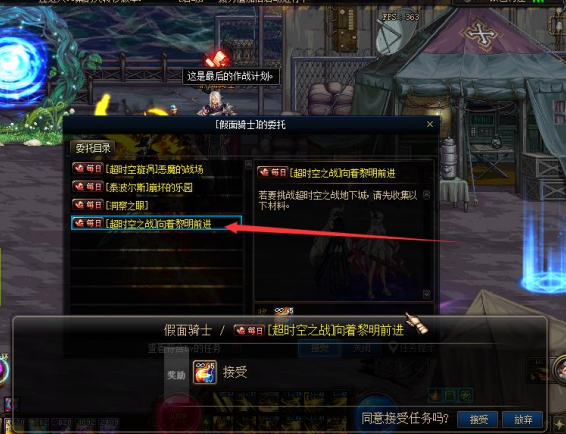 FPS : 363
这是最后的作战计划。
[假面骑士]的委托
委托目录
每日 [超时空漩涡]恶魔的战场
每日 [泰波尔斯]崩坏的乐园
每日 [洞察之眼]
每日 [超时空之战]向着黎明前进
每日 [超时空之战]向着黎明前进
若要挑战超时空之战地下城,请先收集以
下材料。
假面骑士 / 每日 [超时空之战]向着黎明前进
接受 关闭
奖励 接受
同意接受任务吗? 接受 放弃